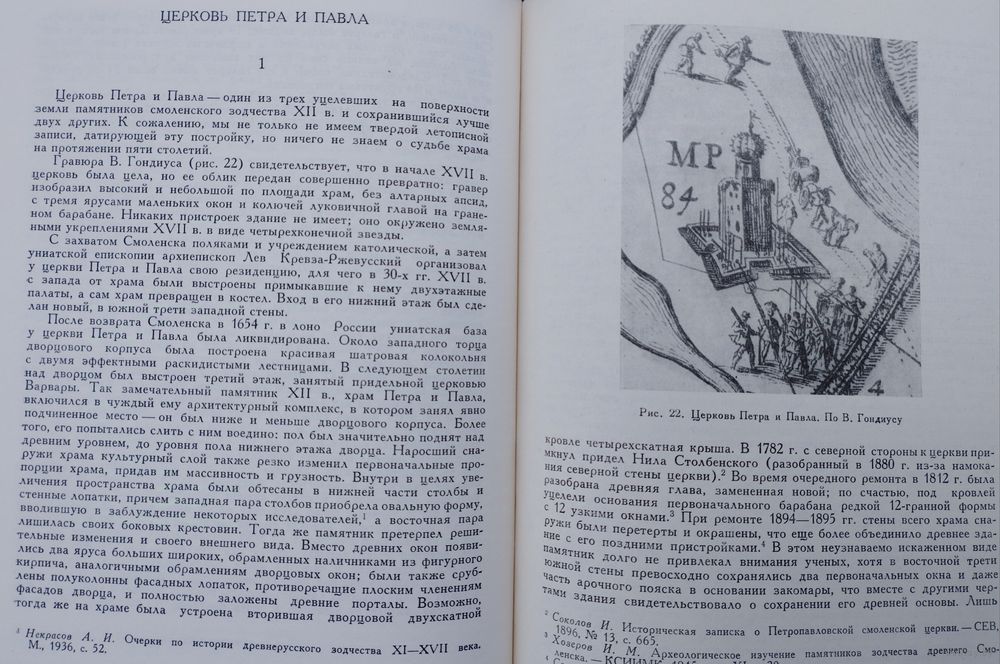 ЦЕРКОВЬ ПЕТРА И ПАВЛА
1
Церковь Петра и Павла — один из трех уцелевших на поверхности
земли памятников смоленского зодчества XII в. и сохранившийся лучше
двух других. К сожалению, мы не только не имеем твердой летописной
записи, датирующей эту постройку, но ничего не знаем о судьбе храма
на протяжении пяти столетий.
Гравюра В. Гондиуса (рис. 22) свидетельствует, что в начале XVII в.
церковь была цела, но ее облик передан совершенно превратно: гравер
изобразил высокий и небольшой по площади храм, без алтарных апсид,
с тремя ярусами маленьких окон и колючей луковичной главой на гране-
ном барабане. Никаких пристроек здание не имеет; оно окружено земля-
ными укреплениями XVII в. в виде четырехконечной звезды.
С захватом Смоленска поляками и учреждением католической, а затем
униатской епископии архиепископ Лев Кревза-Ржевусский организовал
у церкви Петра и Павла свою резиденцию, для чего в 30-х гг. XVII в.
с запада от храма были выстроены примыкавшие к нему двухэтажные
палаты, а сам храм превращен в костел. Вход в его нижний этаж был сде-
лан новый, в южной трети западной стены.
После возврата Смоленска в 1654 г. в лоно России униатская база
у церкви Петра и Павла была ликвидирована. Около западного торца
дворцового корпуса была построена красивая шатровая колокольня
с двумя эффектными раскидистыми лестницами. В следующем столетии
над дворцом был выстроен третий этаж, занятый придельной церковью
Варвары. Так замечательный памятник XII в., храм Петра и Павла,
включился в чуждый ему архитектурный комплекс, в котором занял явно
подчиненное место — он был ниже и меньше дворцового корпуса. Более
того, его попытались слить с ним воедино: пол был значительно поднят над
древним уровнем, до уровня пола нижнего этажа дворца. Наросший сна-
ружи храма культурный слой также резко изменил первоначальные про-
порции храма, придав им массивность и грузность. Внутри в целях уве-
личения пространства храма были обтесаны в нижней части столбы и
стенные лопатки, причем западная пара столбов приобрела овальную форму,
вводившую в заблуждение некоторых исследователей,¹ а восточная пара
лишилась своих боковых крестовин. Тогда же памятник претерпел реши-
тельные изменения и своего внешнего вида. Вместо древних окон появи-
лись два яруса больших широких, обрамленных наличниками из фигурного
кирпича, аналогичными обрамлениям дворцовых окон; были также сруб-
лены полуколонны фасадных лопаток, противоречащие плоским членениям
фасадов дворца, и полностью заложены древние порталы. Возможно,
тогда же на храме была устроена вторившая дворцовой двухскатной
¹ Некрасов А. И. Очерки по истории древнерусского зодчества XI—XVII века.
М., 1936, с. 52.
МР
84
4
Рис. 22. Церковь Петра и Павла. По В. Гондиусу
кровле четырехскатная крыша. В 1782 г. с северной стороны к церкви при-
мкнул придел Нила Столбенского (разобранный в 1880 г. из-за намока-
ния северной стены церкви).² Во время очередного ремонта в 1812 г. была
разобрана древняя глава, замененная новой; по счастью, под кровлей
уцелели основания первоначального барабана редкой 12-гранной формы
с 12 узкими окнами.³ При ремонте 1894—1895 гг. стены всего храма сна-
ружи были перетерты и окрашены, что еще более объединило древнее зда-
ние с его поздними пристройками.⁴ В этом неузнаваемо искаженном виде
памятник долго не привлекал внимания ученых, хотя в восточной трети
южной стены превосходно сохранялись два первоначальных окна и даже
часть арочного пояска в основании закомары, что вместе с другими чер-
тами здания свидетельствовало о сохранении его древней основы. Лишь
² Соколов И. Историческая записка о Петропавловской смоленской церкви. — СЕВ,
1896, № 13, с. 665.
³ Хозеров И. М. Археологическое изучение памятников зодчества древнего Смо-
ленска. — КСИИМК, 1945